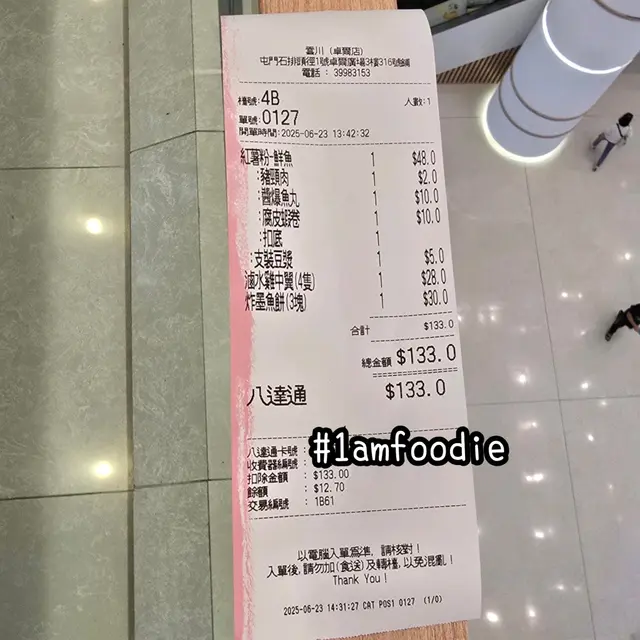 雲川 (卓爾店)
屯門石排頭徑1號卓爾廣場3樓316號舖
電話 : 39983153
檯號:4B 人數:1
單號:0127
開單時間:2025-06-23 13:42:32
紅薯粉-鮮魚 1 $48.0
:豬頸肉 1 $2.0
:醬爆魚丸 1 $10.0
:腐皮蝦卷 1 $10.0
:扣底 1
:支裝豆漿 1 $5.0
滷水雞中翼(4隻) 1 $28.0
炸墨魚餅(3塊) 1 $30.0
合計 $133.0
總金額 $133.0
八達通 $133.0
八達通卡號 :
收費器編號 :
扣除金額 : $133.00
餘額 : $12.70
交易編號 : 1B61
#1amfoodie
以電腦入單為準, 請核對!
入單後,請勿加(食送)及轉檯,以免混亂!
Thank You !
2025-06-23 14:31:27 CAT POS1 0127 (1/0)